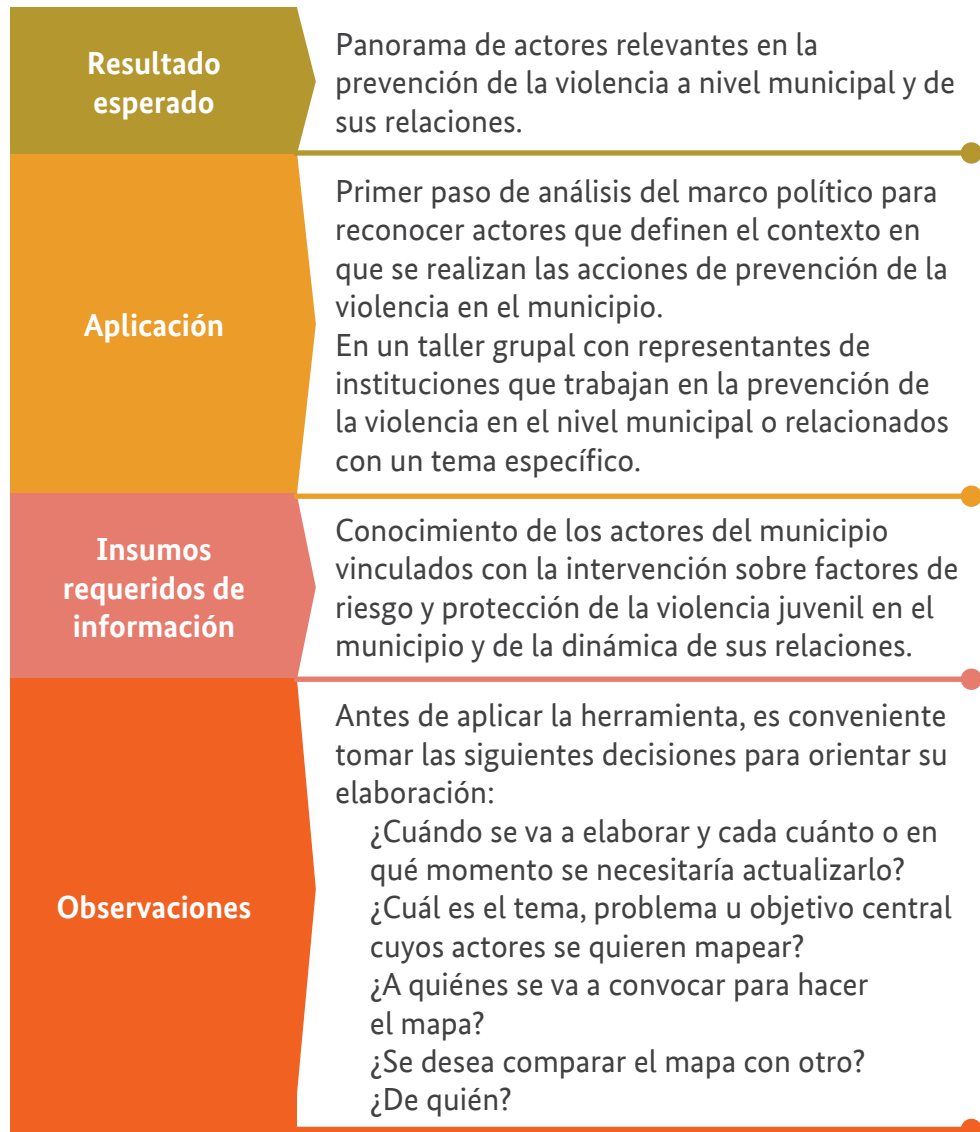 Resultado
esperado
Panorama de actores relevantes en la
prevención de la violencia a nivel municipal y de
sus relaciones.
Aplicación
Primer paso de análisis del marco político para
reconocer actores que definen el contexto en
que se realizan las acciones de prevención de la
violencia en el municipio.
En un taller grupal con representantes de
instituciones que trabajan en la prevención de
la violencia en el nivel municipal o relacionados
con un tema específico.
Insumos
requeridos de
información
Conocimiento de los actores del municipio
vinculados con la intervención sobre factores de
riesgo y protección de la violencia juvenil en el
municipio y de la dinámica de sus relaciones.
Observaciones
Antes de aplicar la herramienta, es conveniente
tomar las siguientes decisiones para orientar su
elaboración:
¿Cuándo se va a elaborar y cada cuánto o en
qué momento se necesitaría actualizarlo?
¿Cuál es el tema, problema u objetivo central
cuyos actores se quieren mapear?
¿A quiénes se va a convocar para hacer
el mapa?
¿Se desea comparar el mapa con otro?
¿De quién?